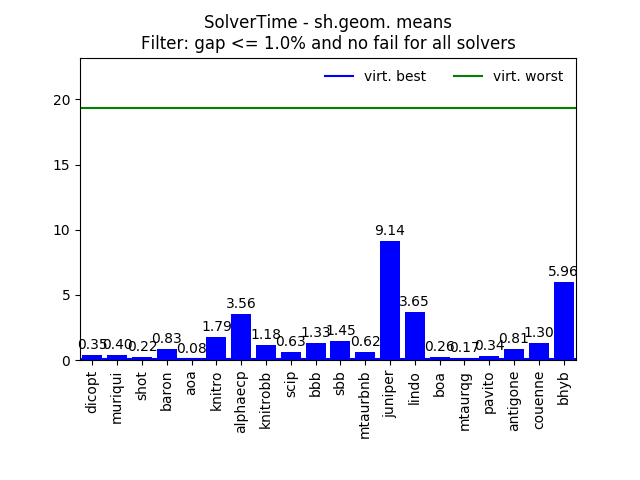 SolverTime - sh.geom. means
Filter: gap <= 1.0% and no fail for all solvers
virt. best
virt. worst
20
15
10
5
0
0.35
0.40
0.22
0.83
0.08
1.79
3.56
1.18
0.63
1.33
1.45
0.62
9.14
3.65
0.26
0.17
0.34
0.81
1.30
5.96
dicopt
muriqui
shot
baron
aoa
knitro
alphaecp
knitrobb
scip
bbb
sbb
mtaurbnb
juniper
lindo
boa
mtaurqg
pavito
antigone
couenne
bhyb